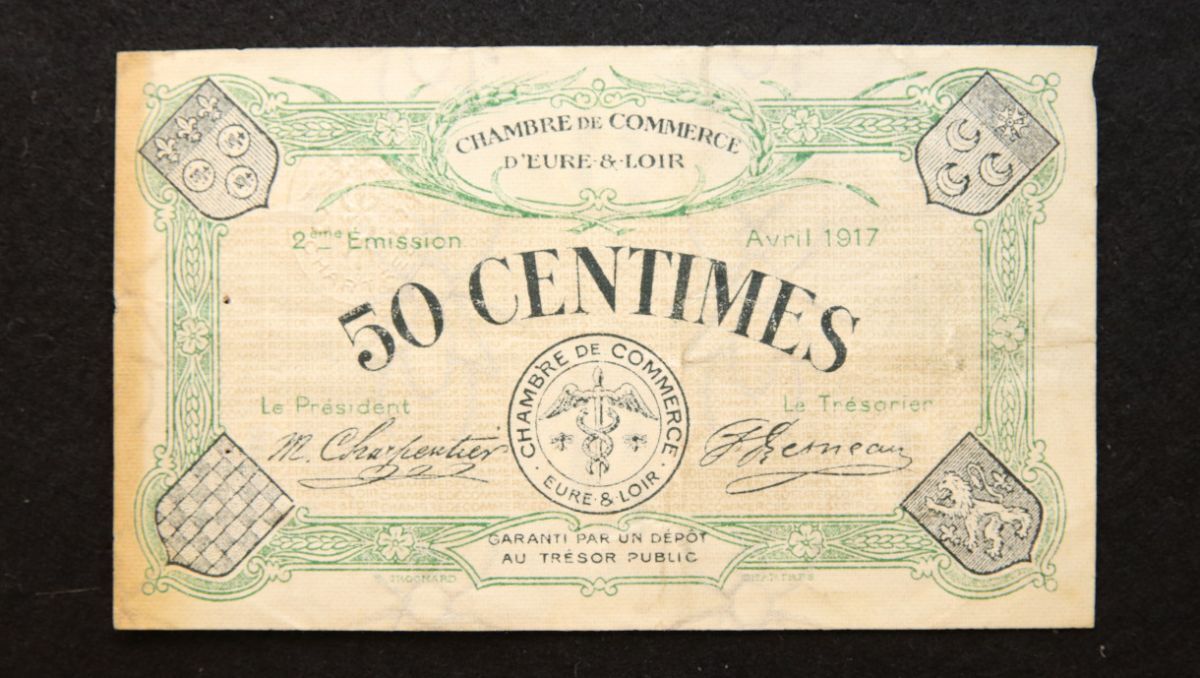 CHAMBRE DE COMMERCE
D'EURE·&·LOIR
2ème Émission
Avril 1917
50 CENTIMES
Le Président
Le Trésorier
CHAMBRE DE COMMERCE
· EURE·&·LOIR ·
M. Charpentier
GARANTI PAR UN DÉPÔT
AU TRÉSOR PUBLIC